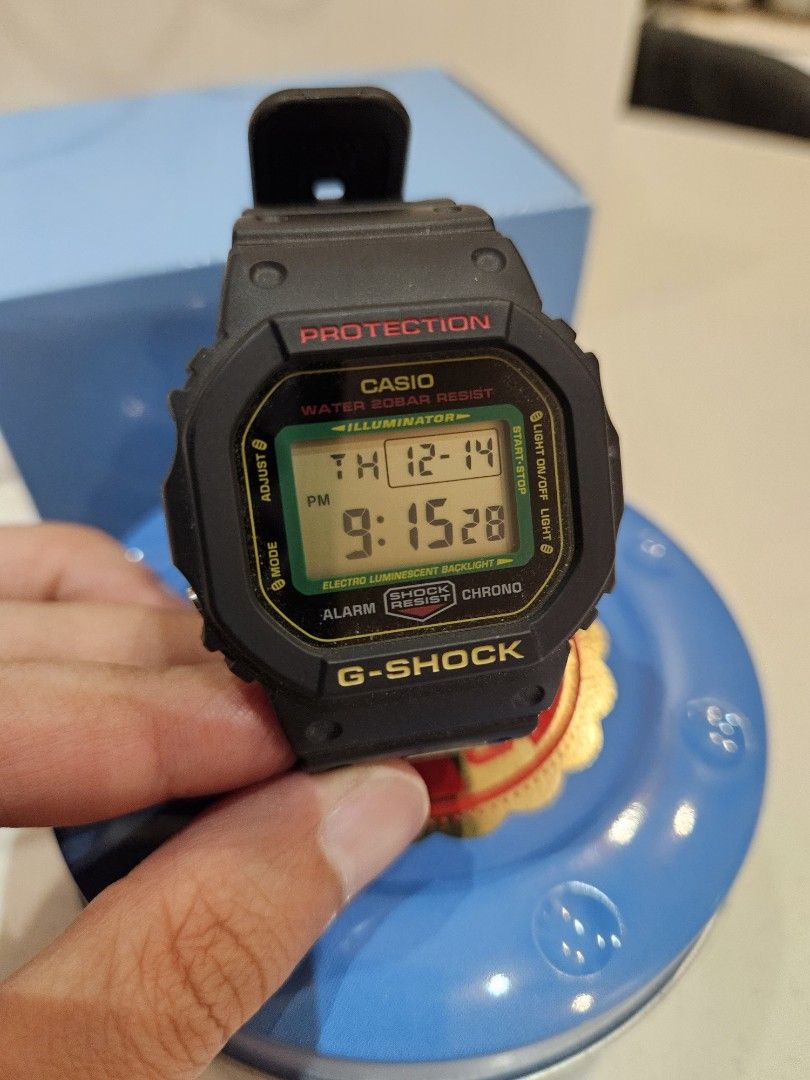 PROTECTION
CASIO
WATER 20BAR RESIST
ILLUMINATOR
ADJUST
MODE
LIGHT ON/OFF LIGHT
START·STOP
TH 12-14
PM
9:15 28
ELECTRO LUMINESCENT BACKLIGHT
ALARM SHOCK RESIST CHRONO
G-SHOCK